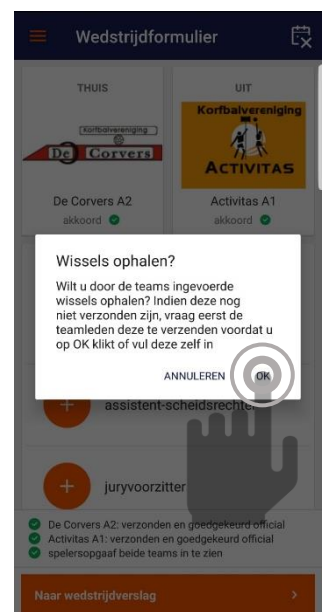 Wedstrijdformulier
THUIS
UIT
Korfbalvereniging
De Corvers
Korfbalvereniging
ACTIVITAS
De Corvers A2
akkoord
Activitas A1
akkoord
Wissels ophalen?
Wilt u door de teams ingevoerde
wissels ophalen? Indien deze nog
niet verzonden zijn, vraag eerst de
teamleden deze te verzenden voordat u
op OK klikt of vul deze zelf in
ANNULEREN
OK
assistent-scheidsrechter
juryvoorzitter
De Corvers A2: verzonden en goedgekeurd official
Activitas A1: verzonden en goedgekeurd official
spelersopgaaf beide teams in te zien
Naar wedstrijdverslag